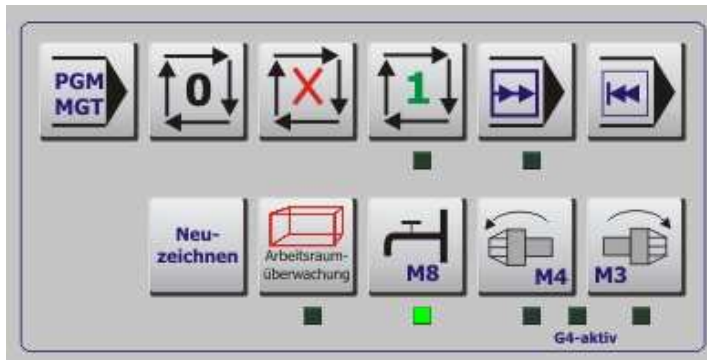 PGM
MGT
0
X
1
Neu-
zeichnen
Arbeitsraum-
überwachung
M8
M4
M3
G4-aktiv